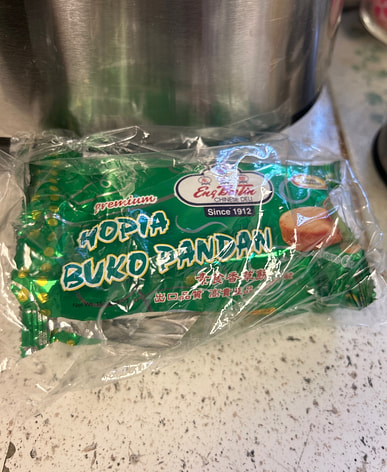 premium
Eng Bee Tin
CHINESE DELI
Since 1912
HOPIA
BUKO PANDAN
出口品質